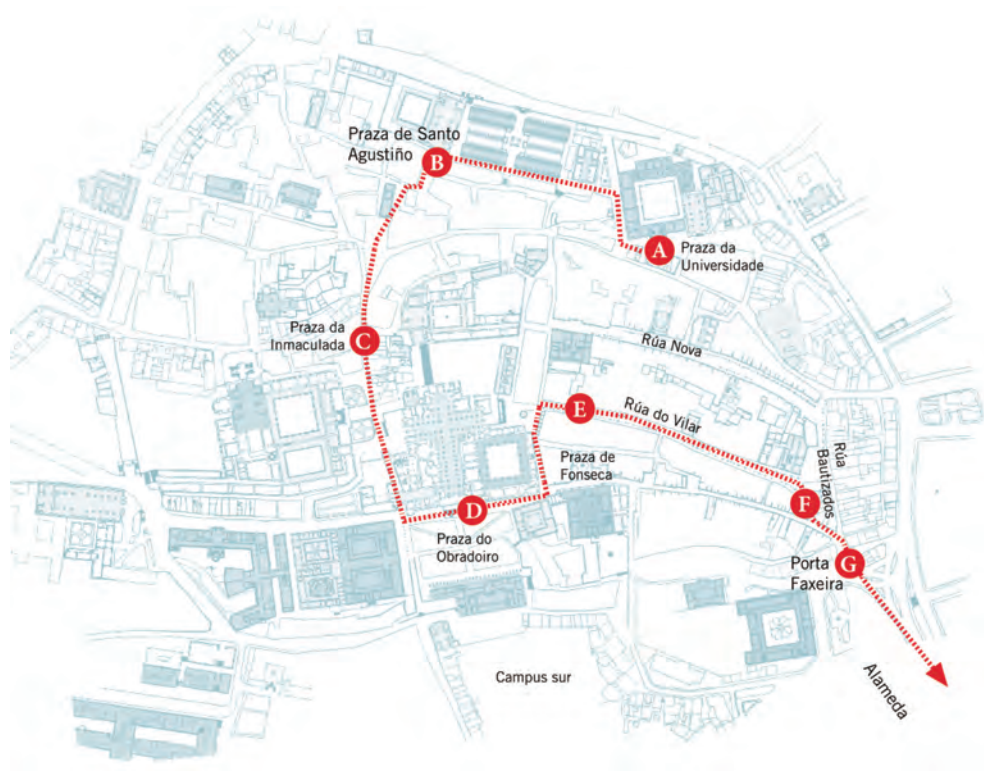 Praza de Santo
Agustiño
B
A
Praza da
Universidade
Praza da
Inmaculada
C
Rúa Nova
E
Rúa do Vilar
Rúa
Bautizados
Praza de
Fonseca
D
F
Praza do
Obradoiro
Porta
Faxeira
G
Campus sur
Alameda